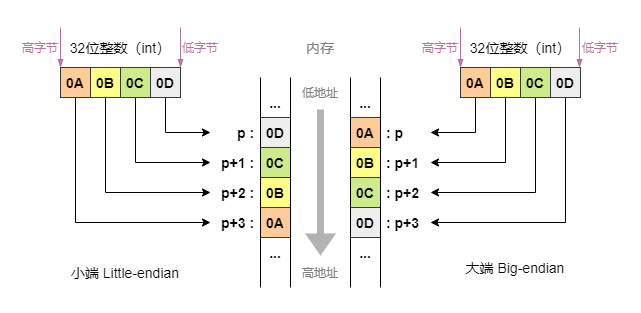 高字节 32位整数（int） 低字节
0A 0B 0C 0D
内存
高字节 32位整数（int） 低字节
0A 0B 0C 0D
低地址
...
p : 0D
p+1 : 0C
p+2 : 0B
p+3 : 0A
...
...
0A : p
0B : p+1
0C : p+2
0D : p+3
...
高地址
小端 Little-endian
大端 Big-endian